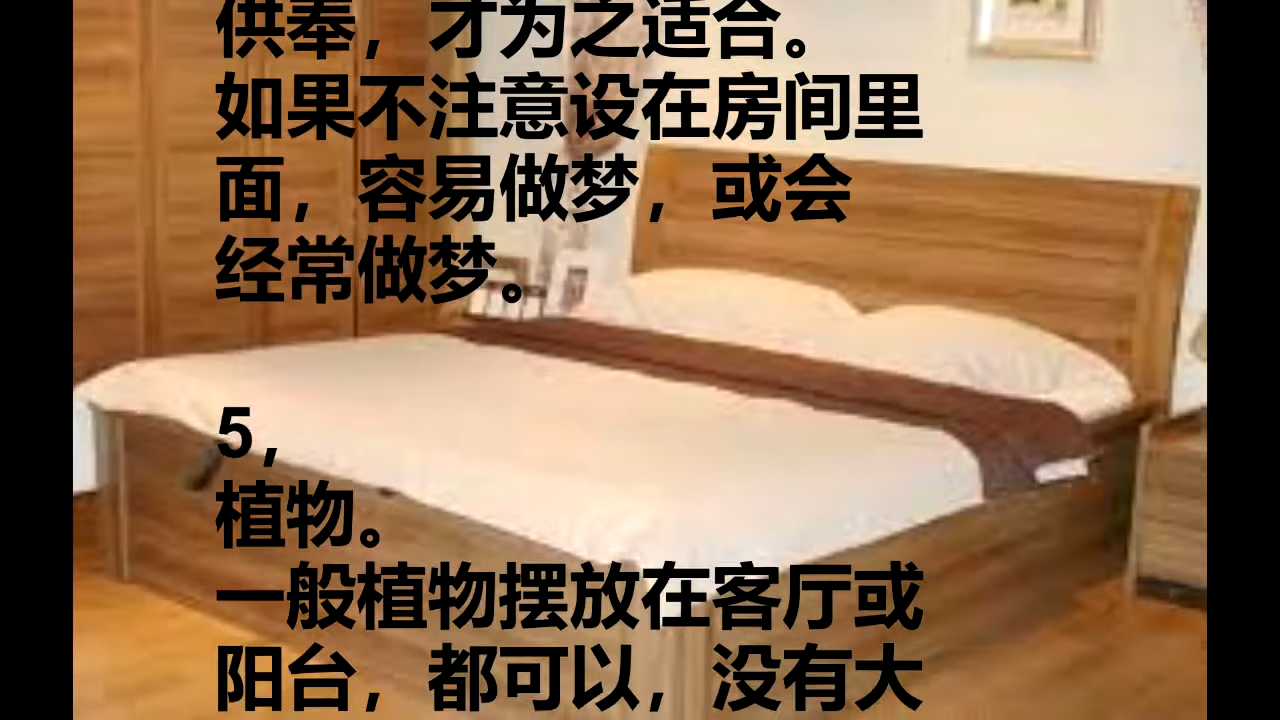 供奉，才为之适合。
如果不注意设在房间里
面，容易做梦，或会
经常做梦。
5，
植物。
一般植物摆放在客厅或
阳台，都可以，没有大